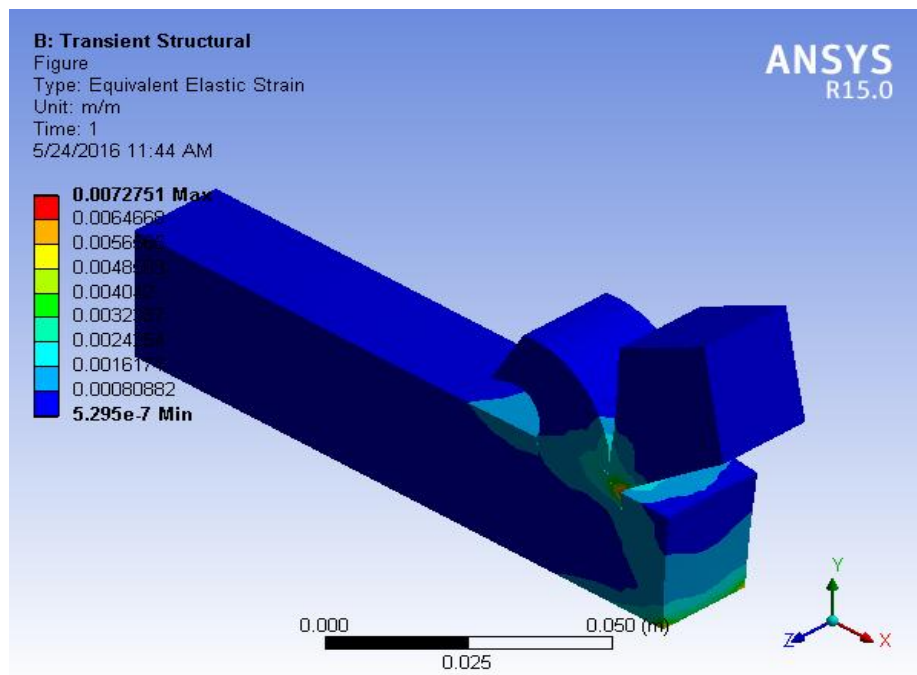 B: Transient Structural
Figure
Type: Equivalent Elastic Strain
Unit: m/m
Time: 1
5/24/2016 11:44 AM
ANSYS
R15.0
0.0072751 Max
0.0064668
0.00080882
5.295e-7 Min
0.000
0.050 (m)
0.025
Y
Z
X